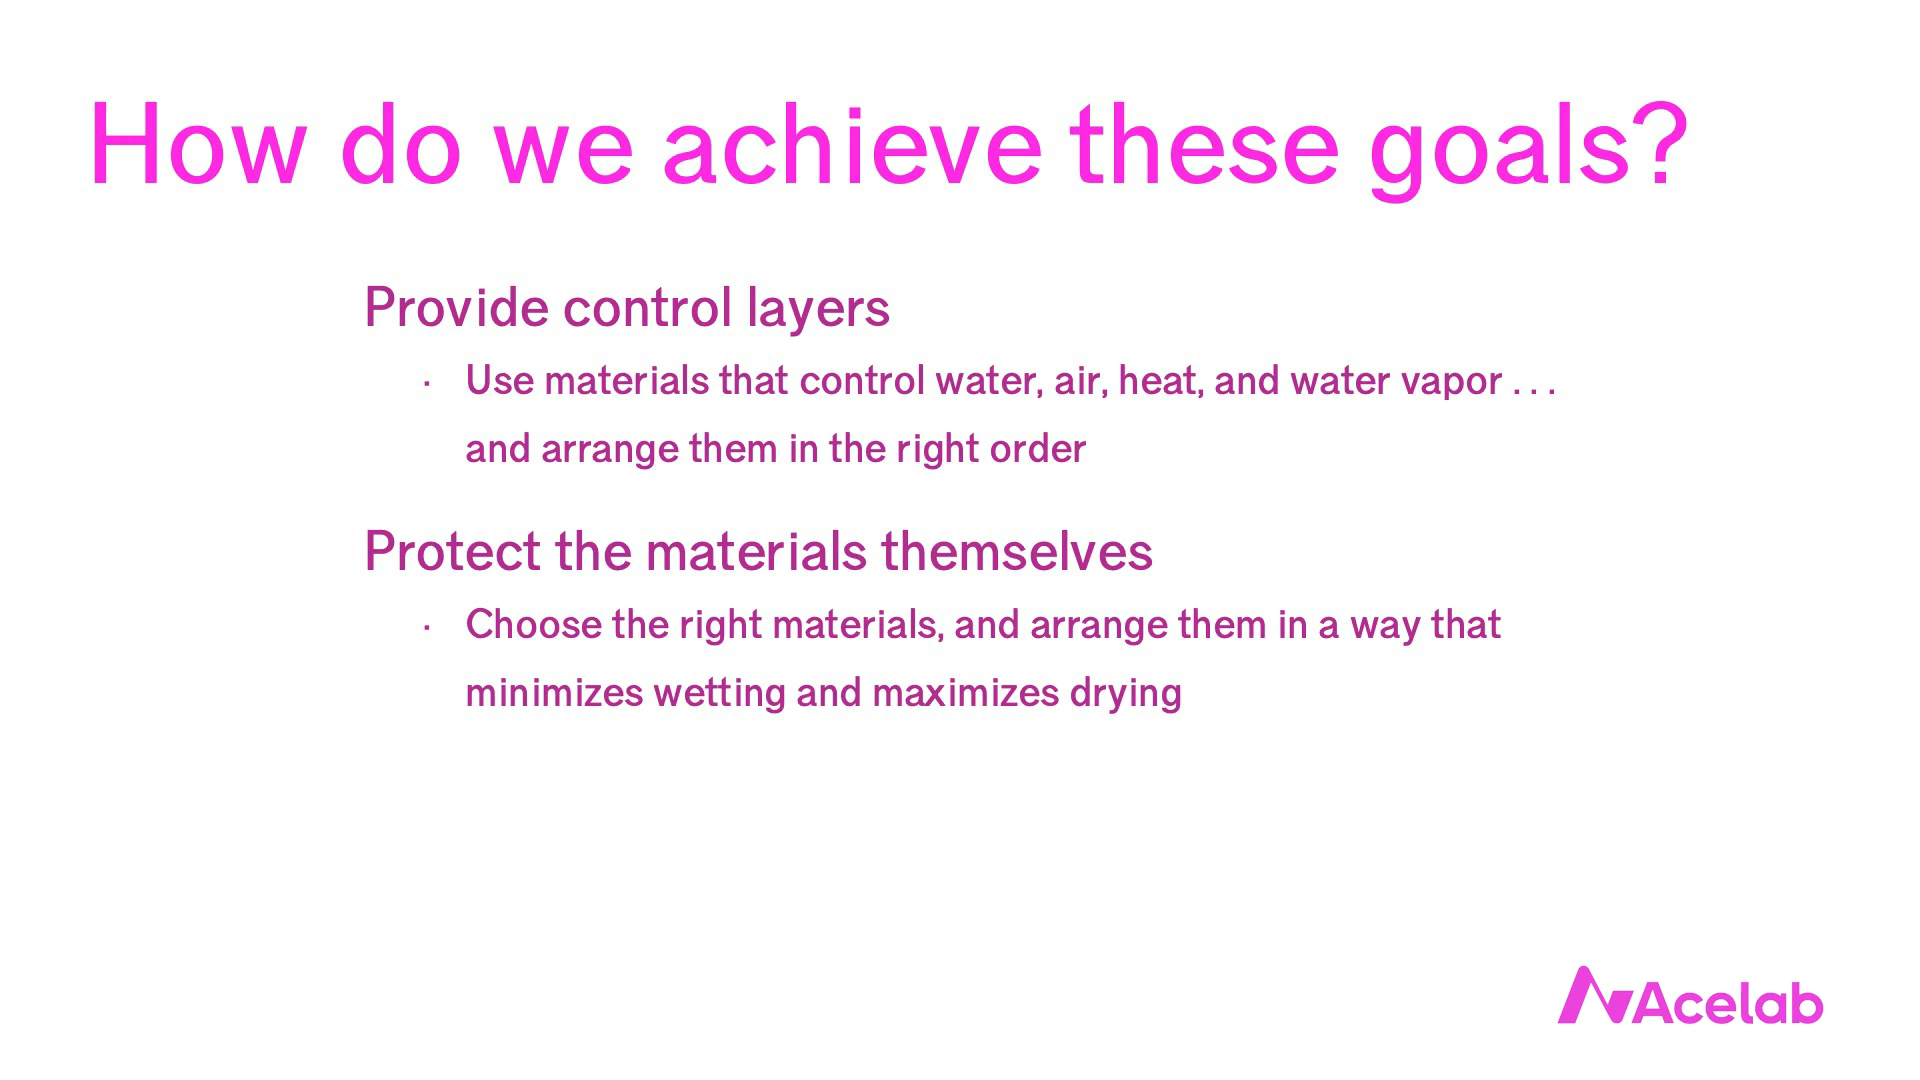 How do we achieve these goals?
Provide control layers
· Use materials that control water, air, heat, and water vapor . . .
and arrange them in the right order
Protect the materials themselves
· Choose the right materials, and arrange them in a way that
minimizes wetting and maximizes drying
Acelab